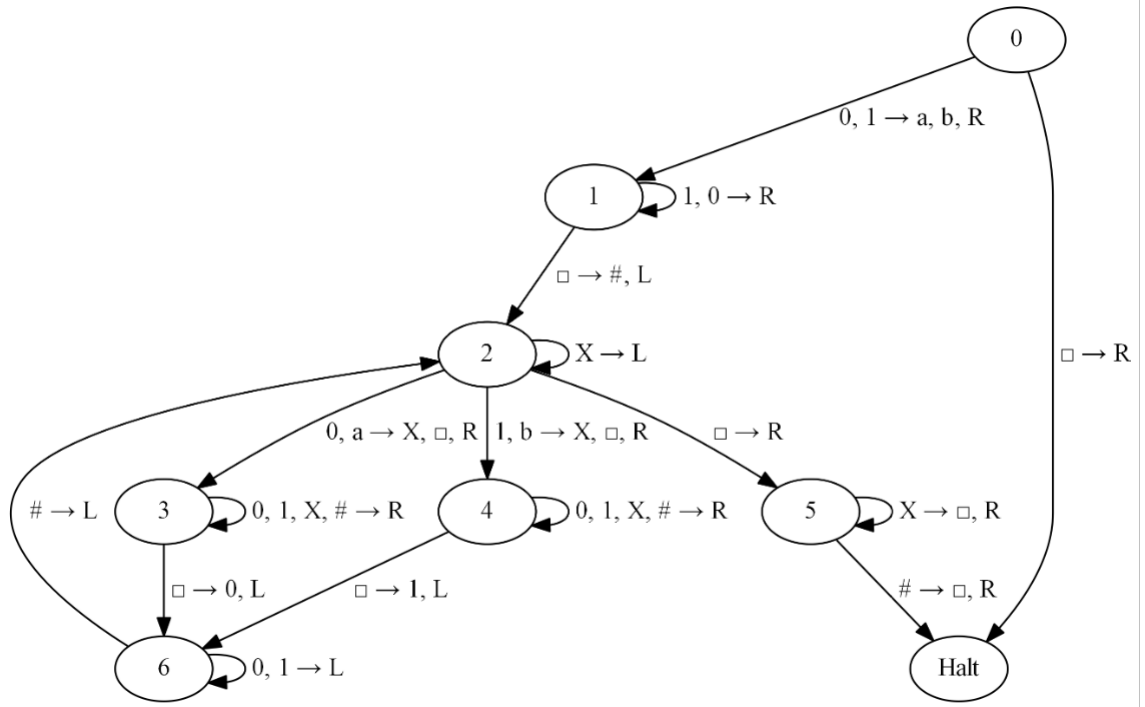 0
0, 1 → a, b, R
1
1, 0 → R
□ → #, L
2
X → L
□ → R
0, a → X, □, R
1, b → X, □, R
□ → R
# → L
3
0, 1, X, # → R
4
0, 1, X, # → R
5
X → □, R
□ → 0, L
□ → 1, L
# → □, R
6
0, 1 → L
Halt